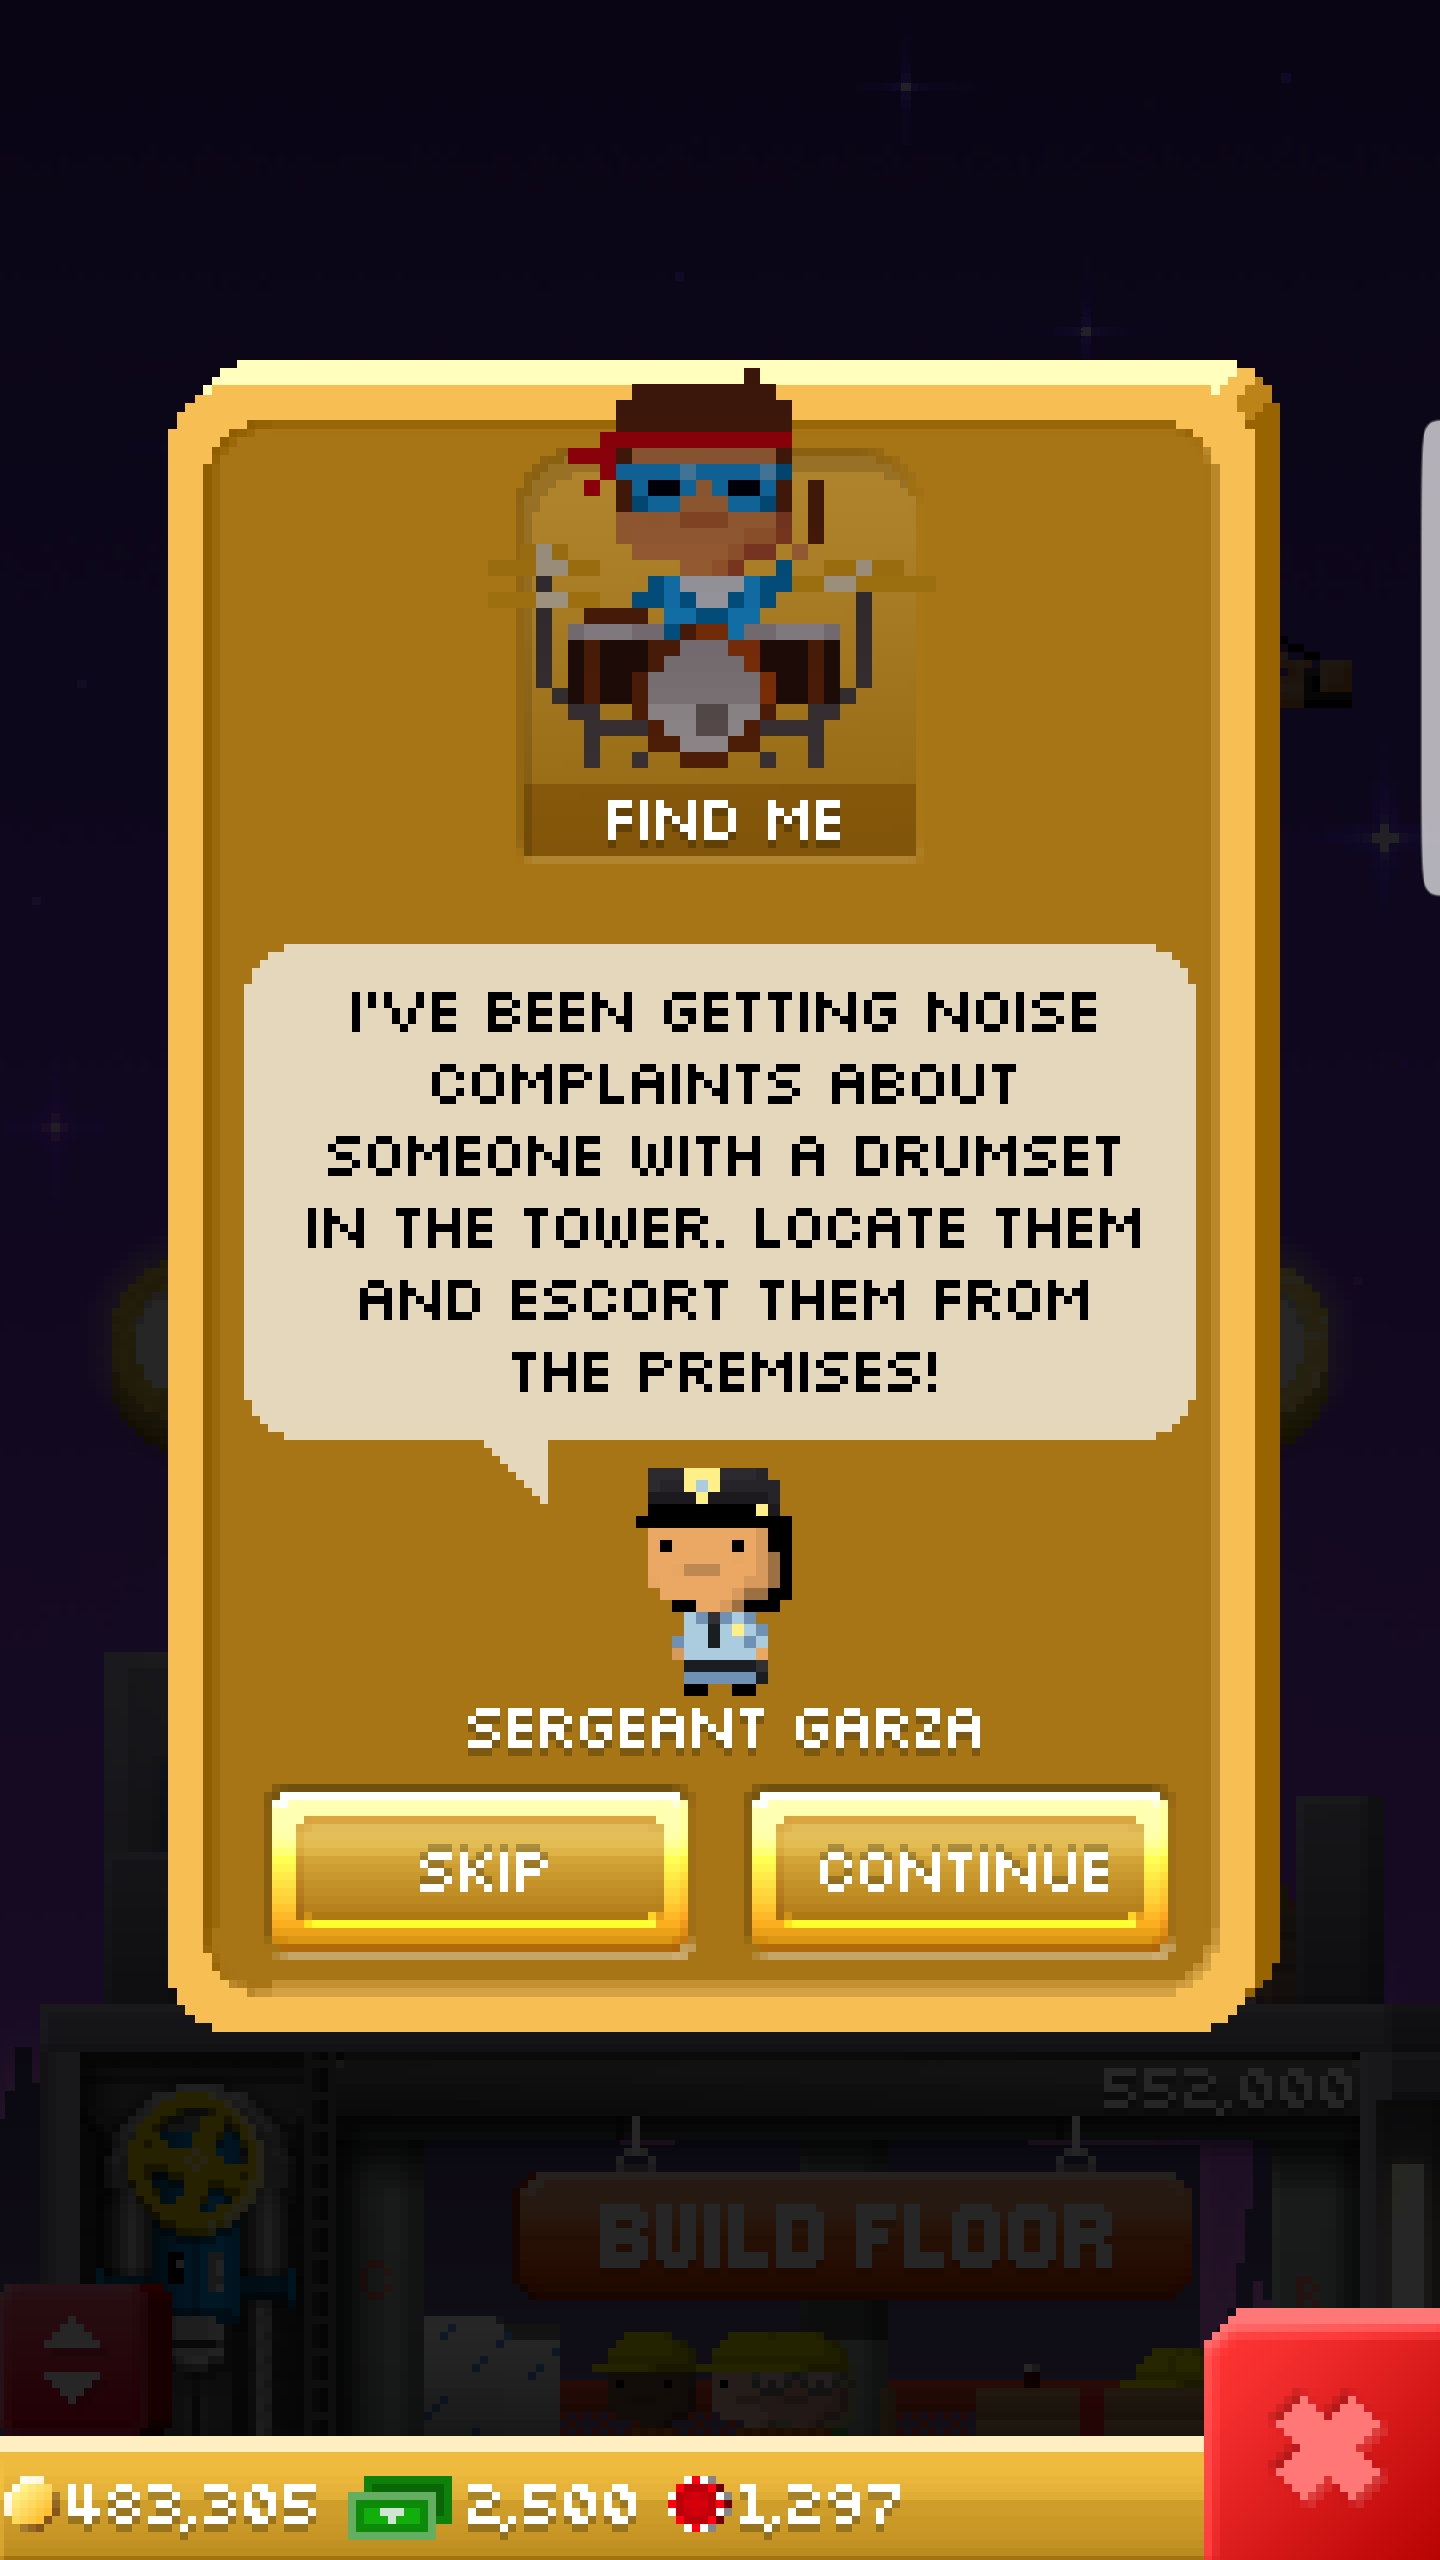 FIND ME
I'VE BEEN GETTING NOISE
COMPLAINTS ABOUT
SOMEONE WITH A DRUMSET
IN THE TOWER. LOCATE THEM
AND ESCORT THEM FROM
THE PREMISES!
SERGEANT GARZA
SKIP
CONTINUE
552,000
BUILD FLOOR
483,305
2,500
1,297